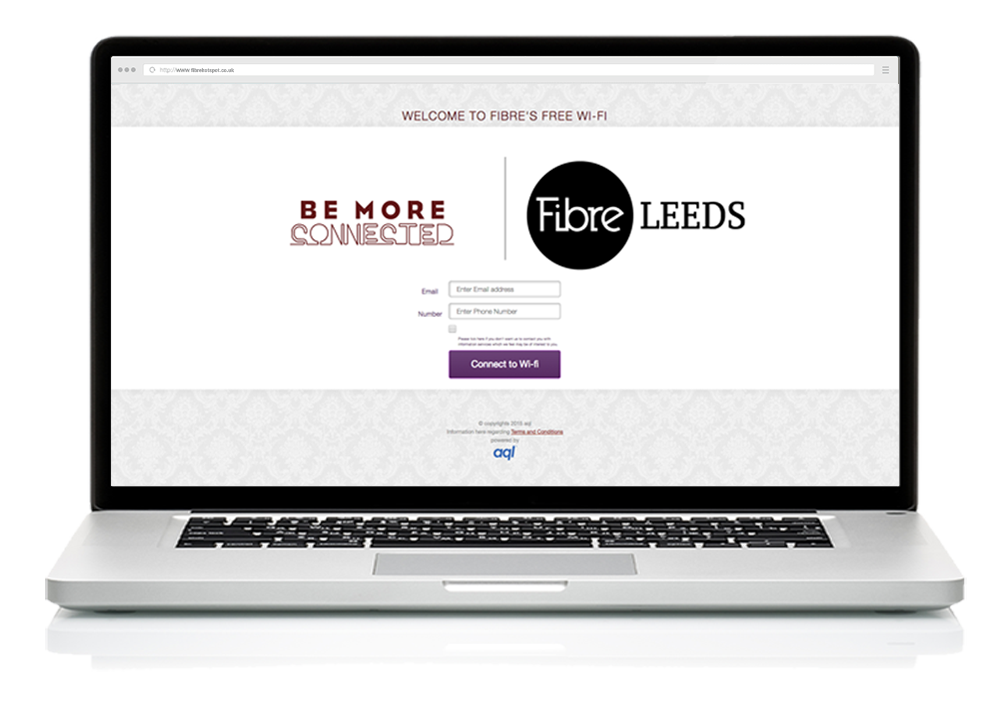 http://www.fibrehotspot.co.uk
WELCOME TO FIBRE'S FREE WI-FI
BE MORE
CONNECTED
Fibre LEEDS
Email
Enter Email address
Number
Enter Phone Number
Please tick here if you don't want us to contact you with
information services which we feel may be of interest to you.
Connect to Wi-fi
© copyrights 2015 aql
Information here regarding Terms and Conditions
powered by
aql